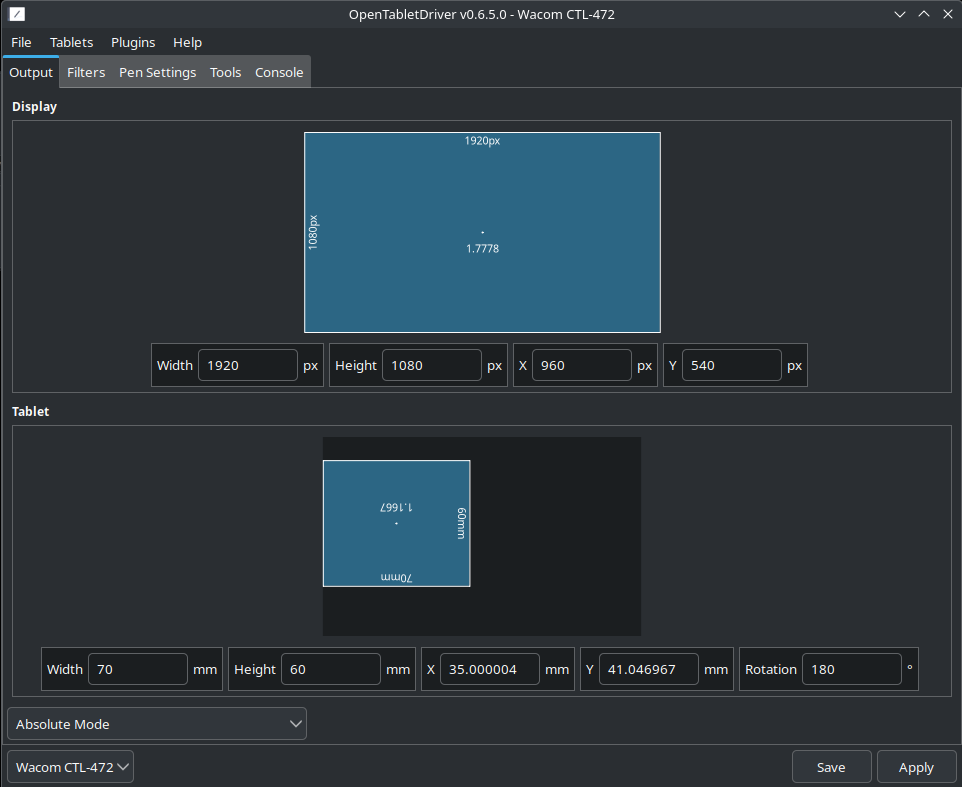 OpenTabletDriver v0.6.5.0 - Wacom CTL-472
File Tablets Plugins Help
Output Filters Pen Settings Tools Console
Display
1920px
1080px
1.7778
Width 1920 px Height 1080 px X 960 px Y 540 px
Tablet
1.1667
60mm
70mm
Width 70 mm Height 60 mm X 35.000004 mm Y 41.046967 mm Rotation 180 °
Absolute Mode
Wacom CTL-472 Save Apply